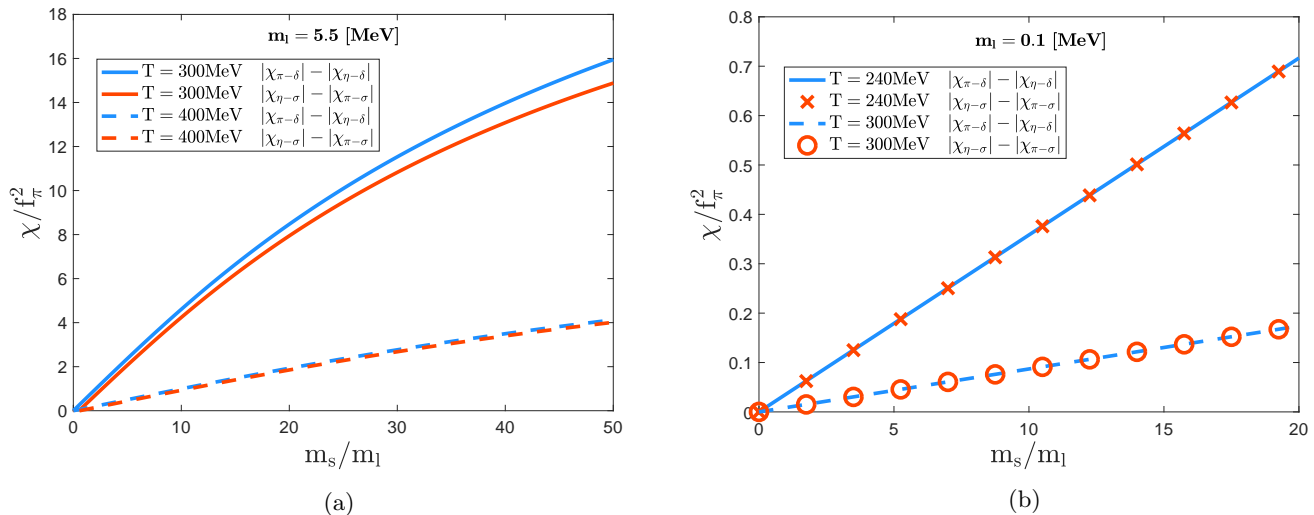 m_l = 5.5 [MeV]
T = 300MeV |χ_{π−δ}| − |χ_{η−δ}|
T = 300MeV |χ_{η−σ}| − |χ_{π−σ}|
T = 400MeV |χ_{π−δ}| − |χ_{η−δ}|
T = 400MeV |χ_{η−σ}| − |χ_{π−σ}|
18
16
14
12
10
8
6
4
2
0
χ/f_π^2
0 10 20 30 40 50
m_s/m_l
(a)
m_l = 0.1 [MeV]
T = 240MeV |χ_{π−δ}| − |χ_{η−δ}|
T = 240MeV |χ_{η−σ}| − |χ_{π−σ}|
T = 300MeV |χ_{π−δ}| − |χ_{η−δ}|
T = 300MeV |χ_{η−σ}| − |χ_{π−σ}|
0.8
0.7
0.6
0.5
0.4
0.3
0.2
0.1
0
χ/f_π^2
0 5 10 15 20
m_s/m_l
(b)